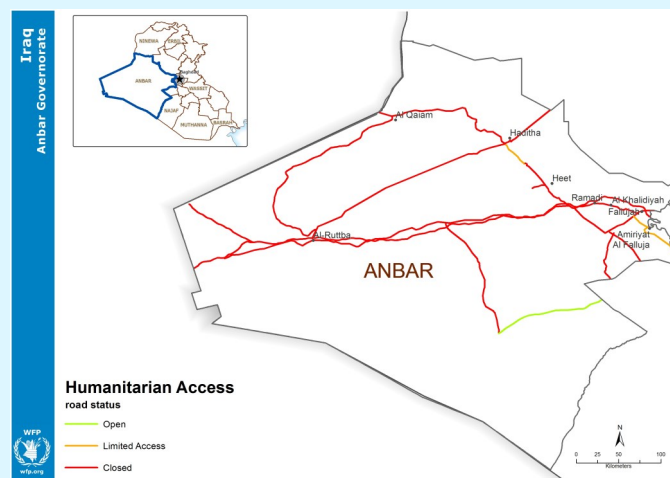 Iraq
Anbar Governorate
NINEWA
ERBIL
ANBAR
Baghdad
WASSIT
NAJAF
MUTHANNA
BASRAH
Al Qaiam
Haditha
Heet
Ramadi
Al Khalidiyah
Fallujah
Al-Ruttba
Amiriyat
Al Falluja
ANBAR
Humanitarian Access
road status
Open
Limited Access
Closed
WFP
wfp.org
N
0 25 50 100
Kilometers